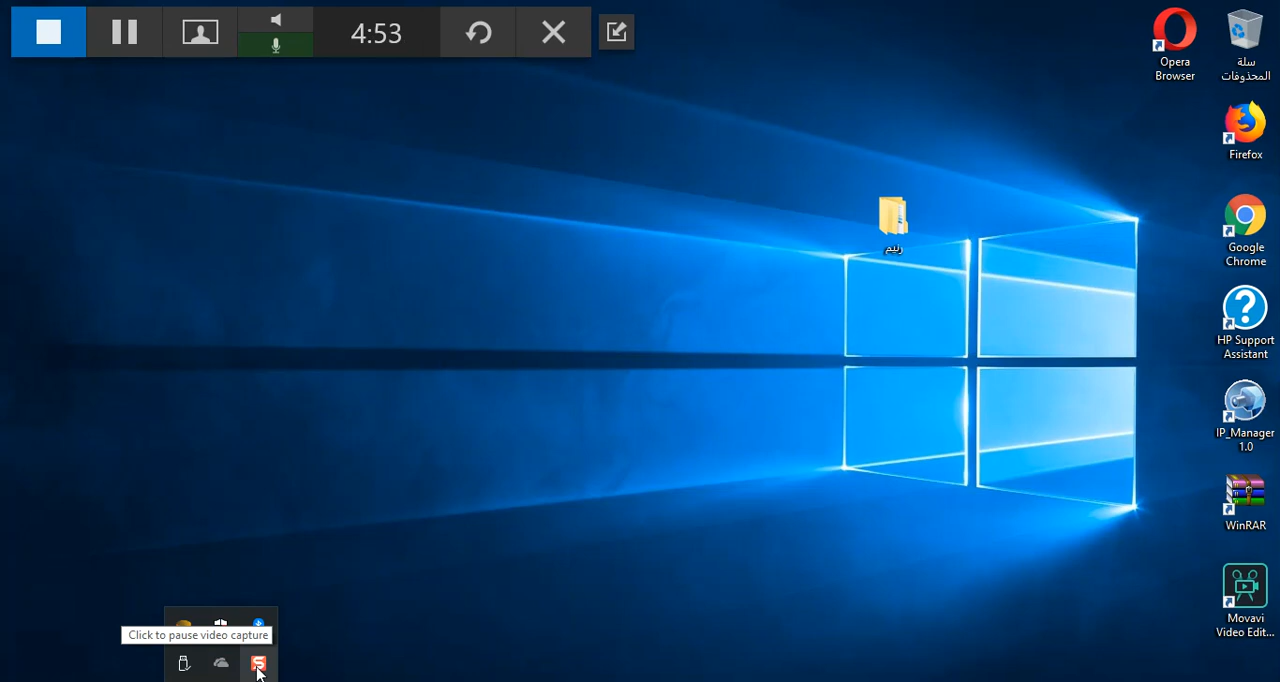 4:53
Opera
Browser
سلة
المحذوفات
Firefox
Google
Chrome
رنيم
HP Support
Assistant
IP_Manager
1.0
WinRAR
Movavi
Video Edit...
Click to pause video capture